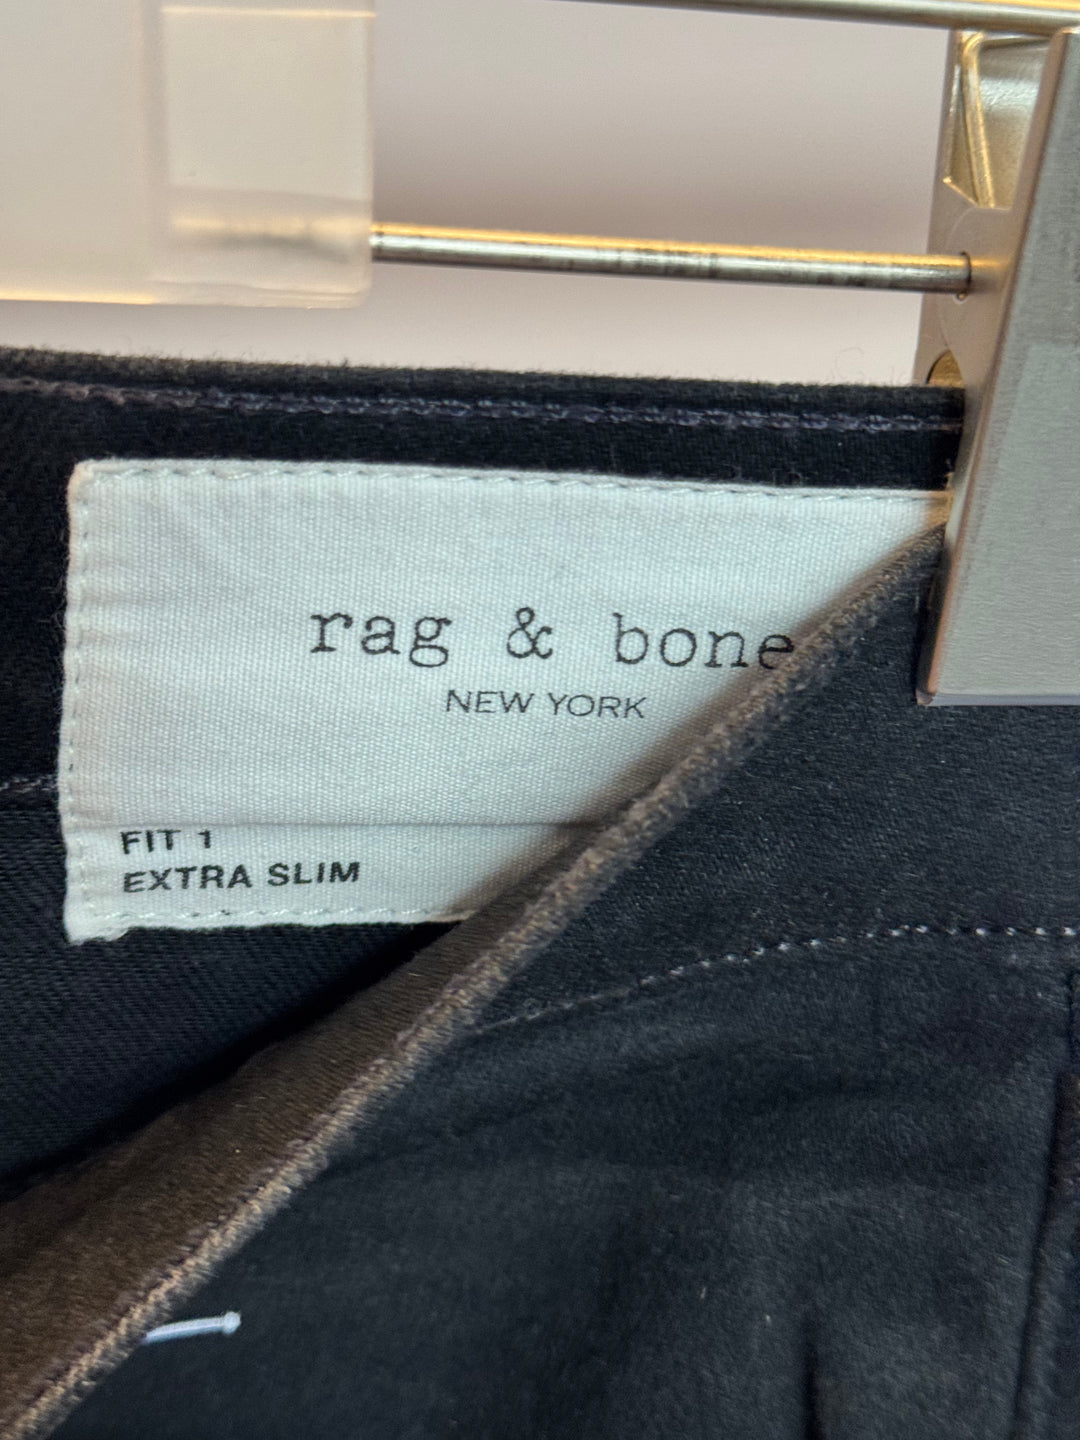 rag & bone
NEW YORK
FIT 1
EXTRA SLIM